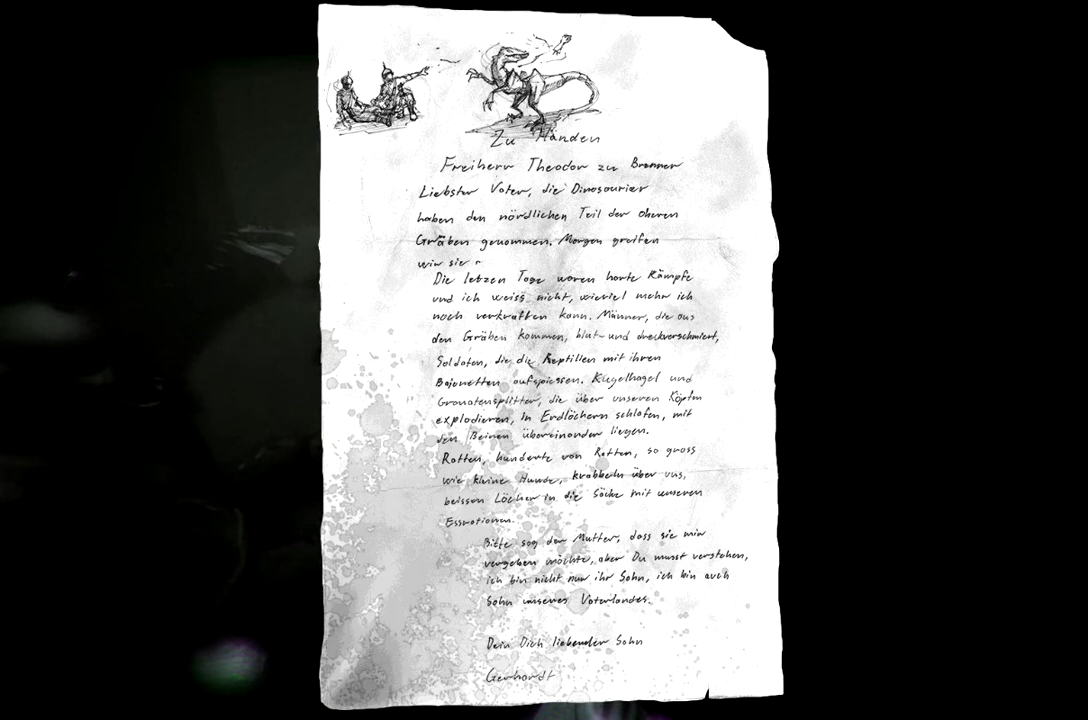 Zu Händen
Freiherr Theodor zu Brenner
Liebster Vater, die Dinosaurier
haben den nördlichen Teil der oberen
Gräben genommen. Morgen greifen
wir sie
Die letzen Tage waren harte Kämpfe
und ich weiss nicht, wieviel mehr ich
noch verkraften kann. Männer, die aus
den Gräben kommen, blut- und dreckverschmiert,
Soldaten, die die Reptilien mit ihren
Bajonetten aufspiessen. Kugelhagel und
Granatensplitter, die über unseren Köpfen
explodieren, In Erdlöchern schlafen, mit
den Beinen übereinander liegen.
Ratten, hunderte von Ratten, so gross
wie kleine Hunde, krabbeln über uns,
beissen Löcher in die Säcke mit unseren
Essrationen.
Bitte sag der Mutter, dass sie mir
vergeben möchte, aber Du musst verstehen,
ich bin nicht nur ihr Sohn, ich bin auch
Sohn unseres Vaterlandes.
Dein Dich liebender Sohn
Gerhardt